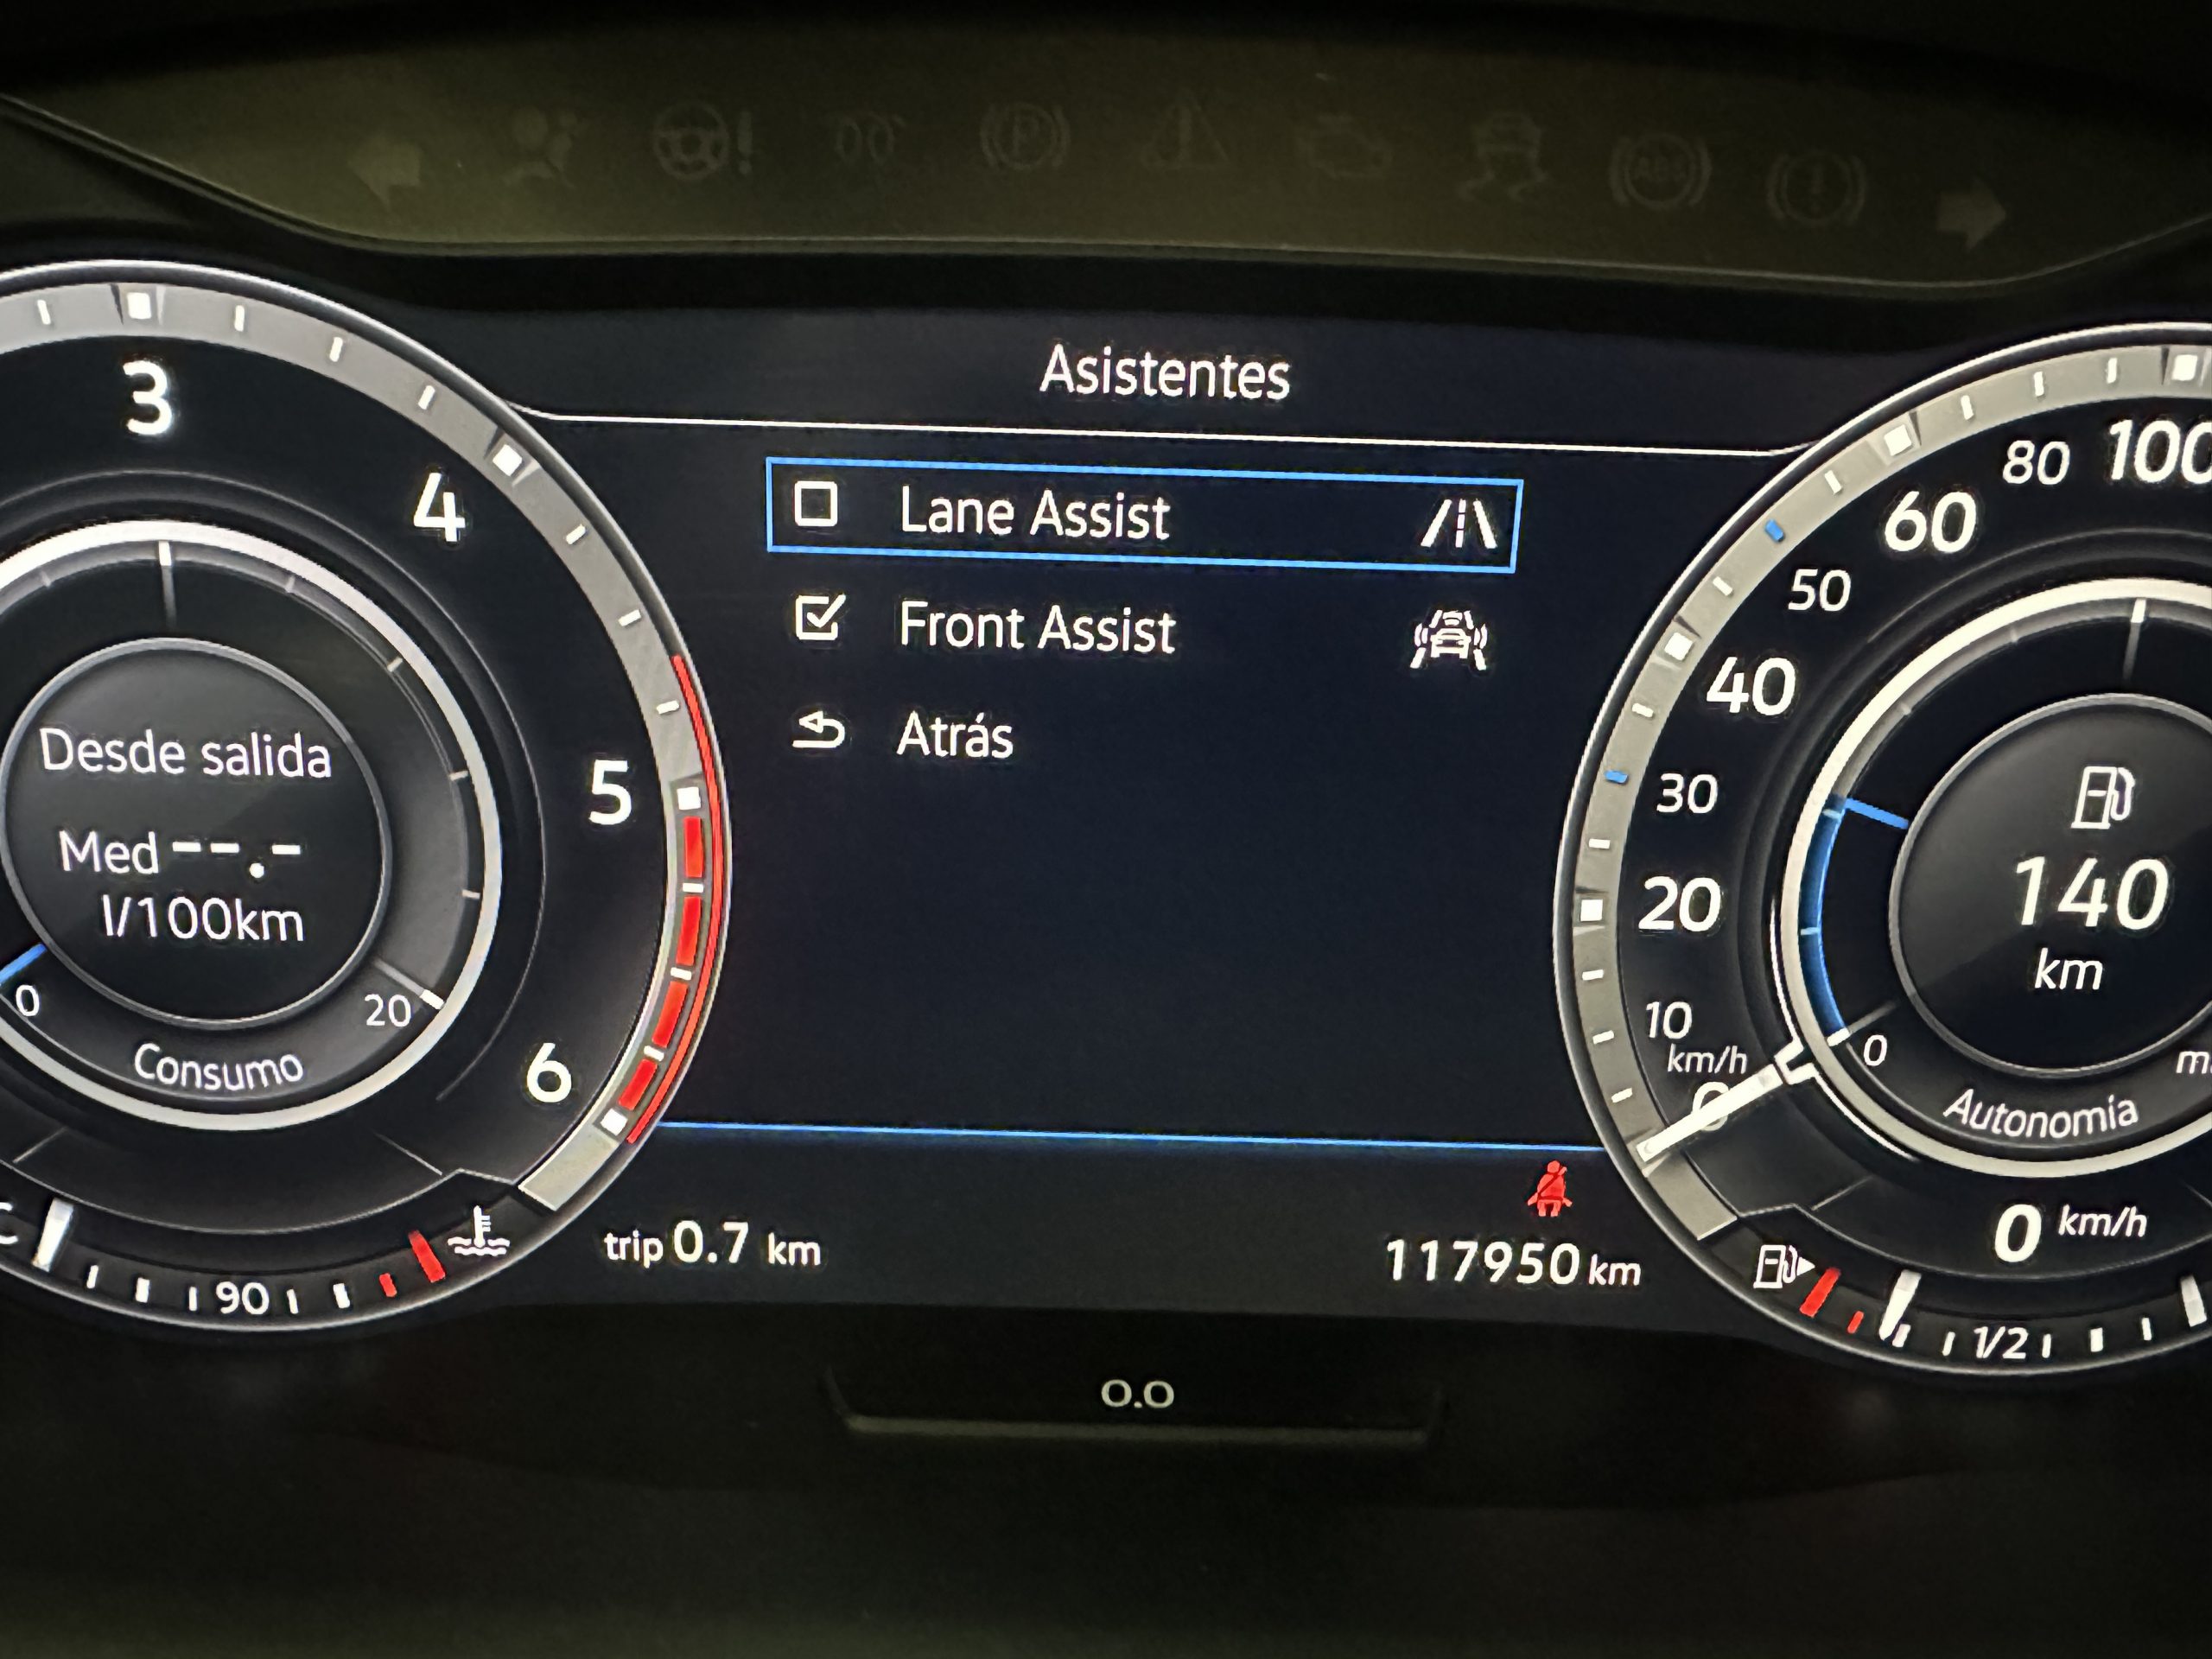 Asistentes
Lane Assist
Front Assist
Atrás
3
4
5
6
Desde salida
Med --.-
l/100km
0
20
Consumo
90
trip 0.7 km
117950 km
100
80
60
50
40
30
20
10
km/h
0
140
km
0
Autonomía
0 km/h
1/2
0.0
ABS